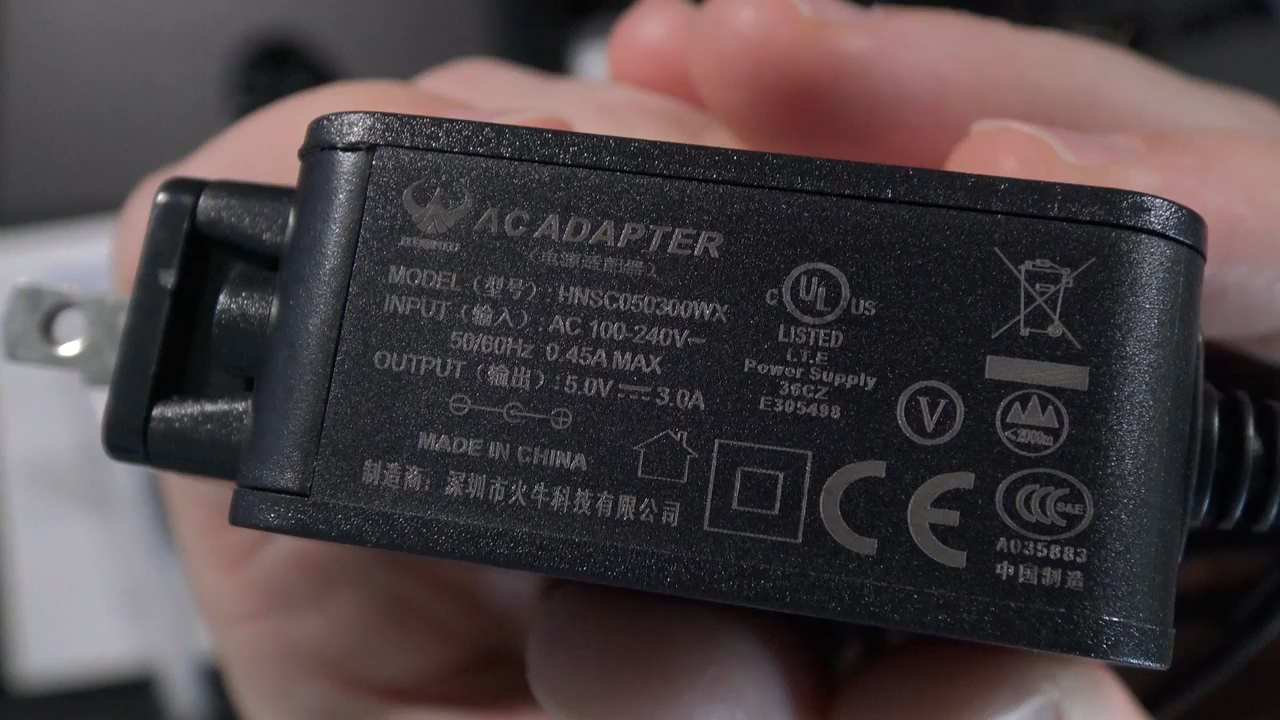 AC ADAPTER
(电源适配器)
MODEL (型号): HNSC050300WX
INPUT (输入): AC 100-240V~
50/60Hz 0.45A MAX
OUTPUT (输出): 5.0V⎓3.0A
MADE IN CHINA
制造商: 深圳市火牛科技有限公司
C UL US
LISTED
I.T.E
Power Supply
36CZ
E305498
V
<2000m
CE
CCC S&E
A035883
中国制造